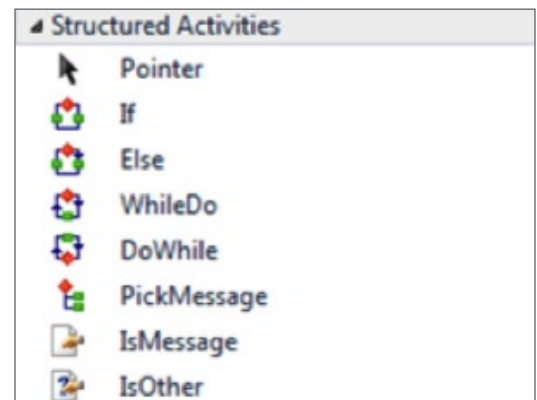 Structured Activities
Pointer
If
Else
WhileDo
DoWhile
PickMessage
IsMessage
IsOther